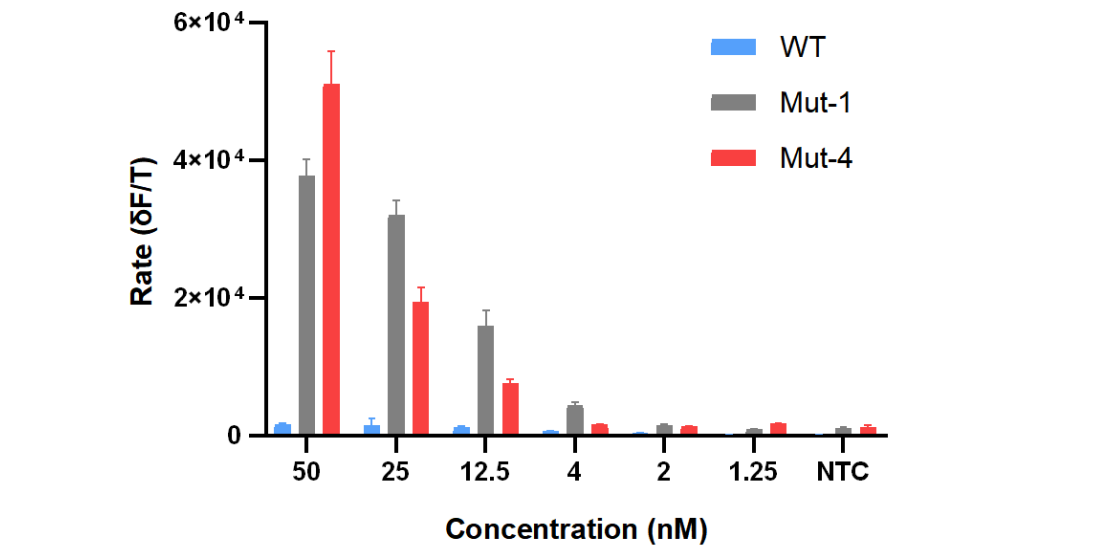 6×10⁴
4×10⁴
2×10⁴
0
Rate (δF/T)
WT
Mut-1
Mut-4
50 25 12.5 4 2 1.25 NTC
Concentration (nM)